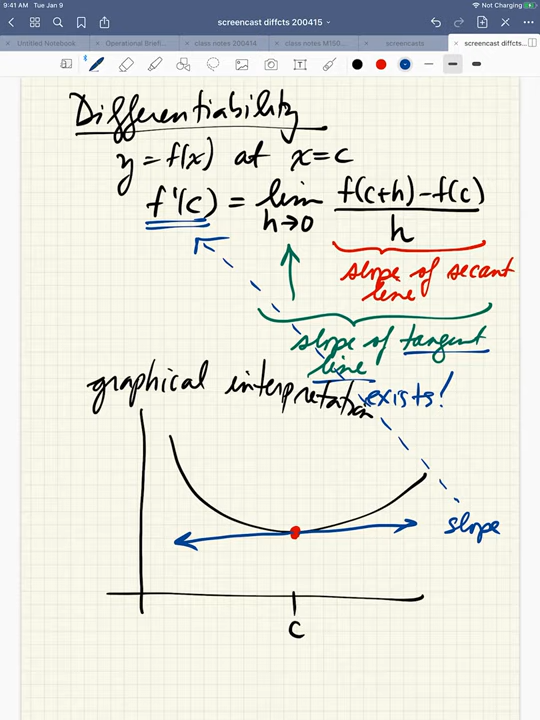 9:41 AM Tue Jan 9
screencast diffcts 200415
Not Charging
Untitled Notebook
Operational Briefi...
class notes 200414
class notes M160...
screencasts
screencast diffcts...
Differentiability
y = f(x) at x = c
f'(c) = lim h→0 f(c+h) - f(c) / h
slope of secant
line
slope of tangent
line
exists!
graphical interpretation
slope
c